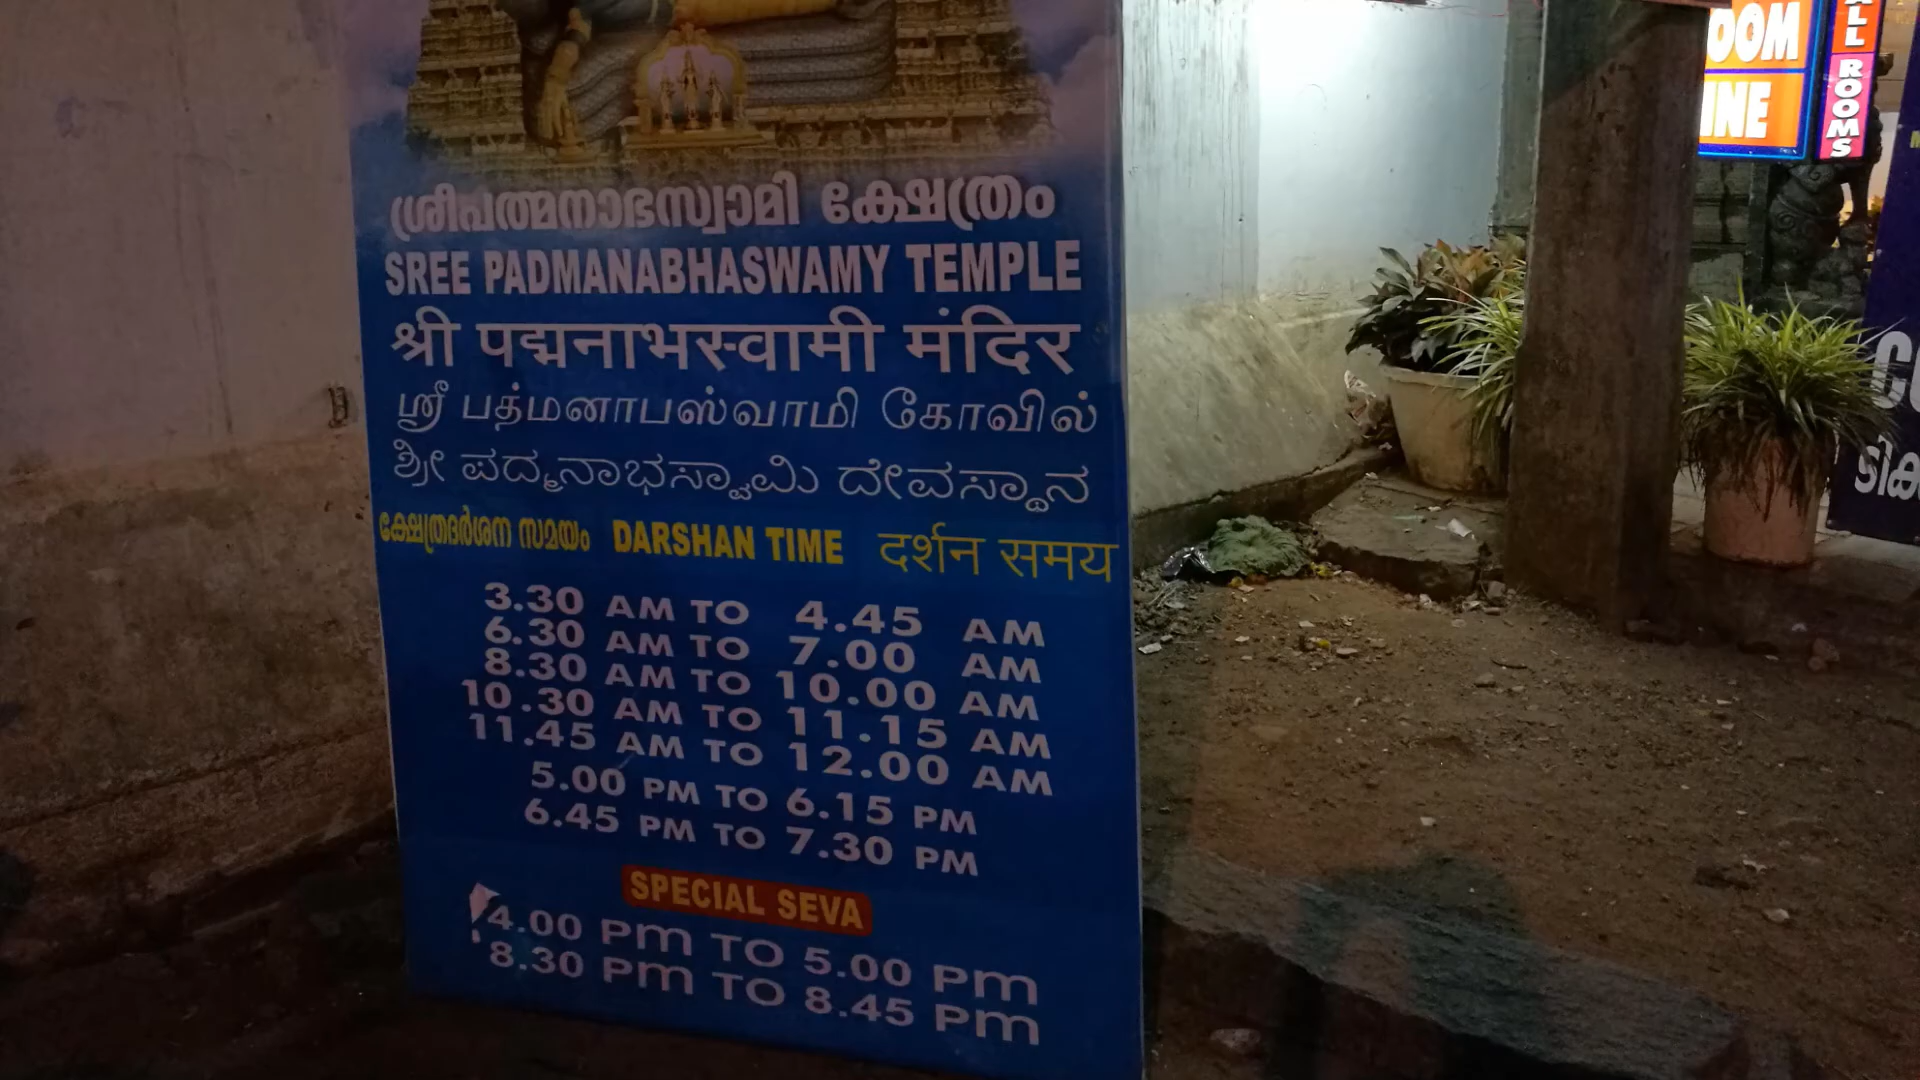 ശ്രീപത്മനാഭസ്വാമി ക്ഷേത്രം
SREE PADMANABHASWAMY TEMPLE
श्री पद्मनाभस्वामी मंदिर
ஸ்ரீ பத்மனாபஸ்வாமி கோவில்
ಶ್ರೀ ಪದ್ಮನಾಭಸ್ವಾಮಿ ದೇವಸ್ಥಾನ
ക്ഷേത്രദർശന സമയം DARSHAN TIME दर्शन समय
3.30 AM TO 4.45 AM
6.30 AM TO 7.00 AM
8.30 AM TO 10.00 AM
10.30 AM TO 11.15 AM
11.45 AM TO 12.00 AM
5.00 PM TO 6.15 PM
6.45 PM TO 7.30 PM
SPECIAL SEVA
4.00 Pm TO 5.00 Pm
8.30 Pm TO 8.45 Pm
ROOMS